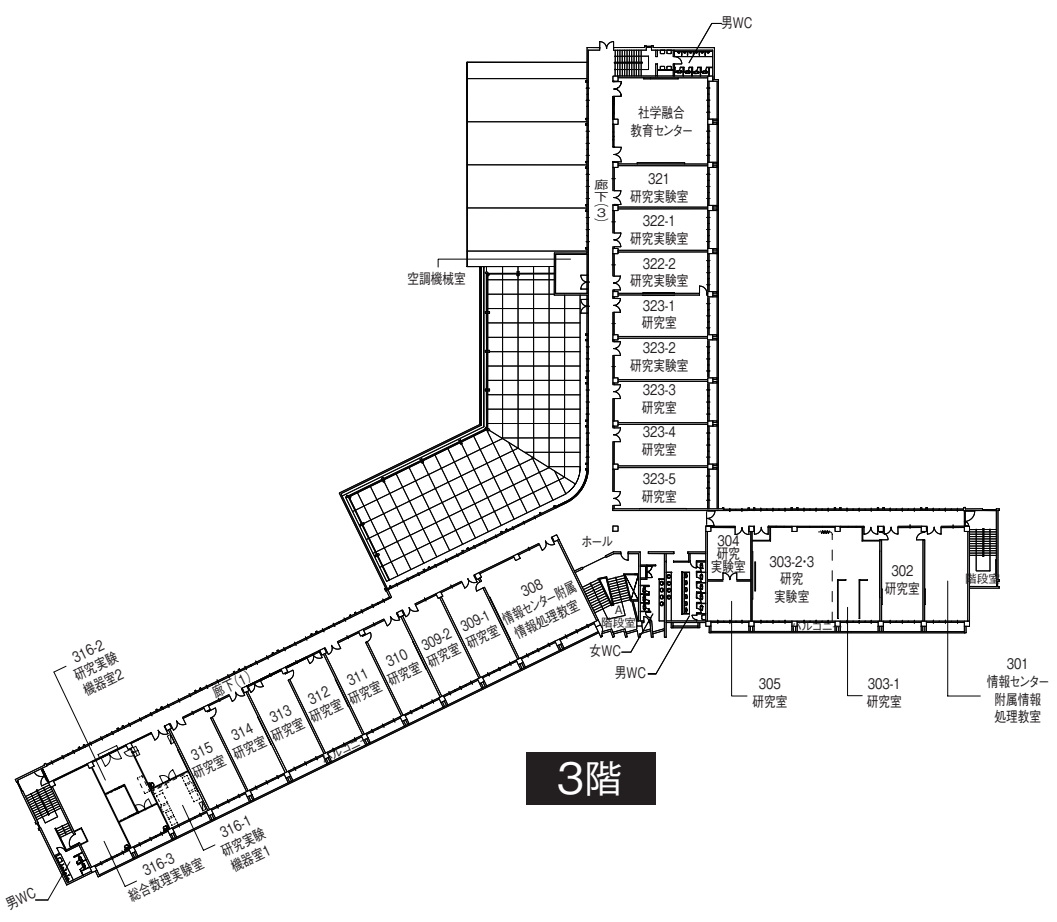 男WC
社学融合
教育センター
321
研究実験室
廊下(3)
322-1
研究実験室
322-2
研究実験室
空調機械室
323-1
研究室
323-2
研究実験室
323-3
研究室
323-4
研究室
323-5
研究室
ホール
304
研究
実験室
303-2・3
研究
実験室
302
研究室
階段室
308
情報センター附属
情報処理教室
A
階段室
女WC
男WC
305
研究室
303-1
研究室
301
情報センター
附属情報
処理教室
309-1
研究室
309-2
研究室
310
研究室
311
研究室
312
研究室
313
研究室
314
研究室
315
研究室
廊下(1)
316-2
研究実験
機器室2
316-1
研究実験
機器室1
316-3
総合数理実験室
男WC
3階